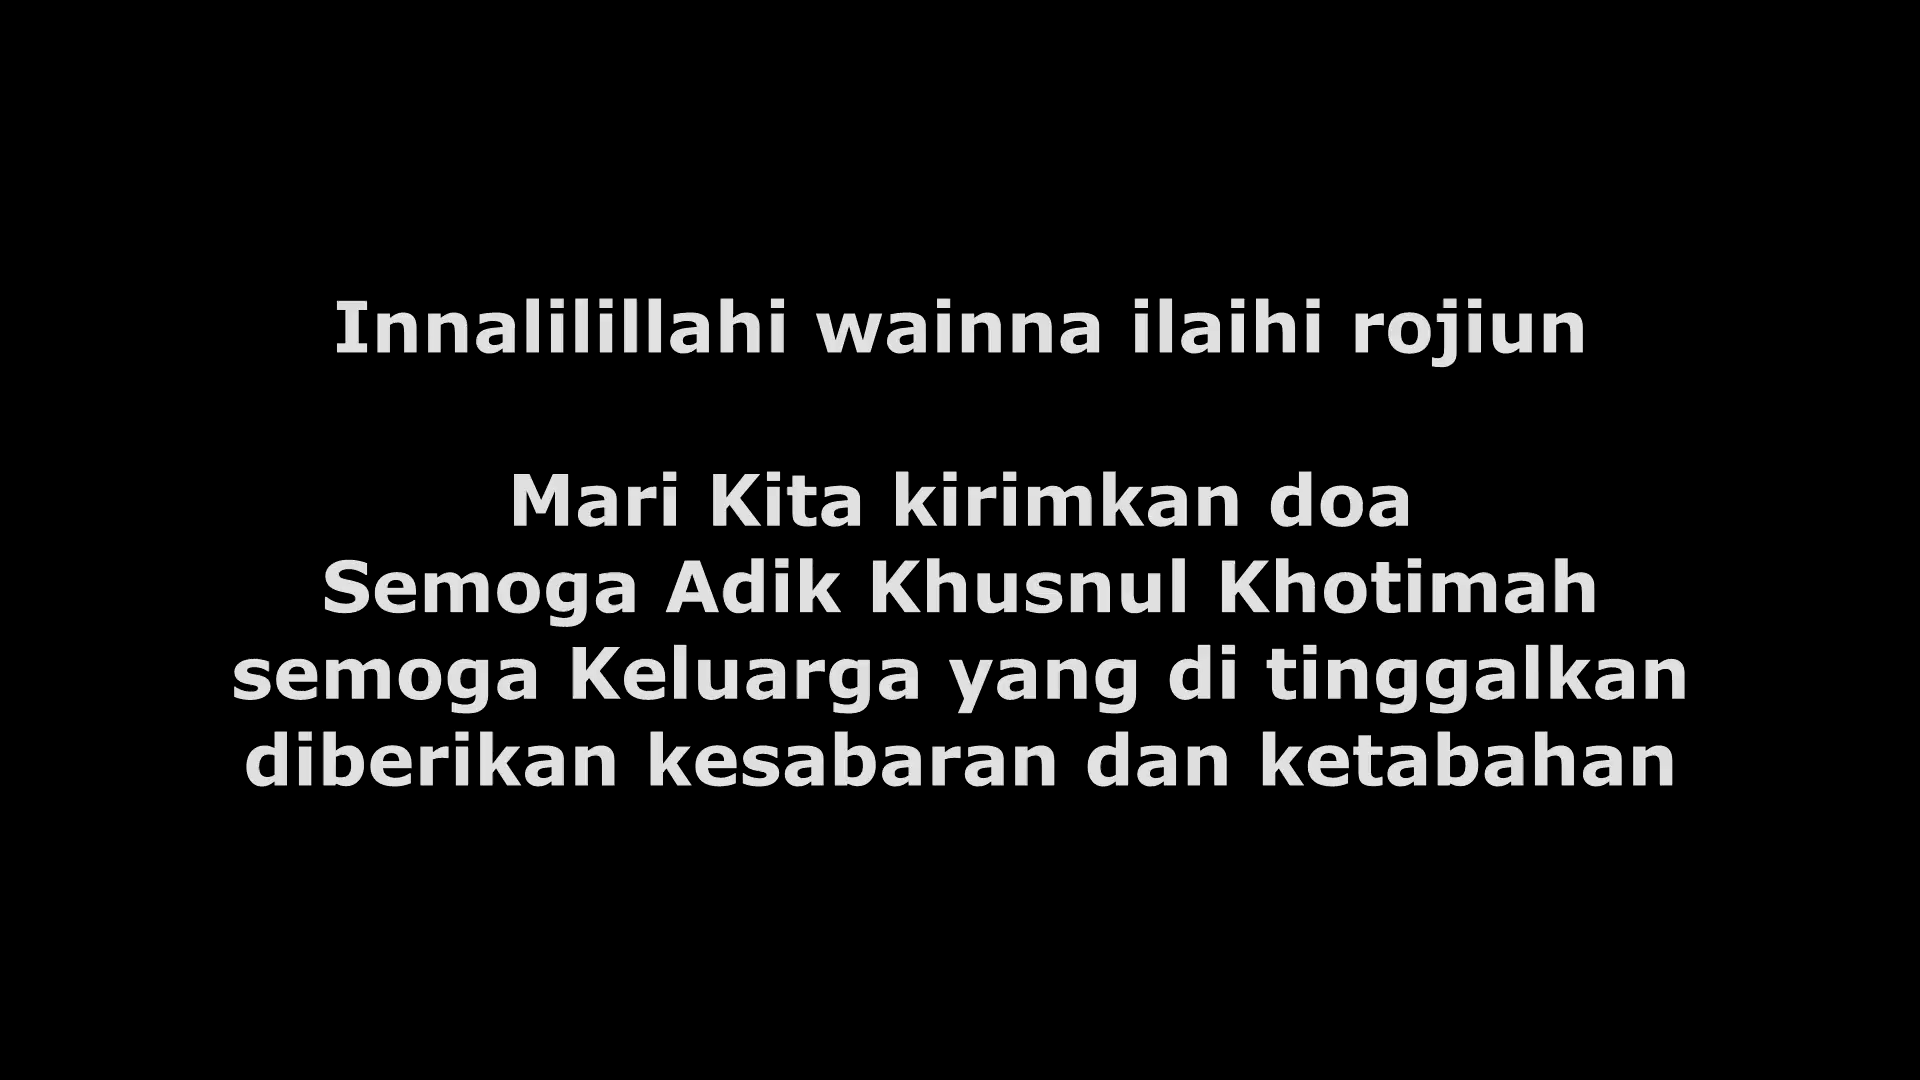 Innalilillahi wainna ilaihi rojiun
Mari Kita kirimkan doa
Semoga Adik Khusnul Khotimah
semoga Keluarga yang di tinggalkan
diberikan kesabaran dan ketabahan